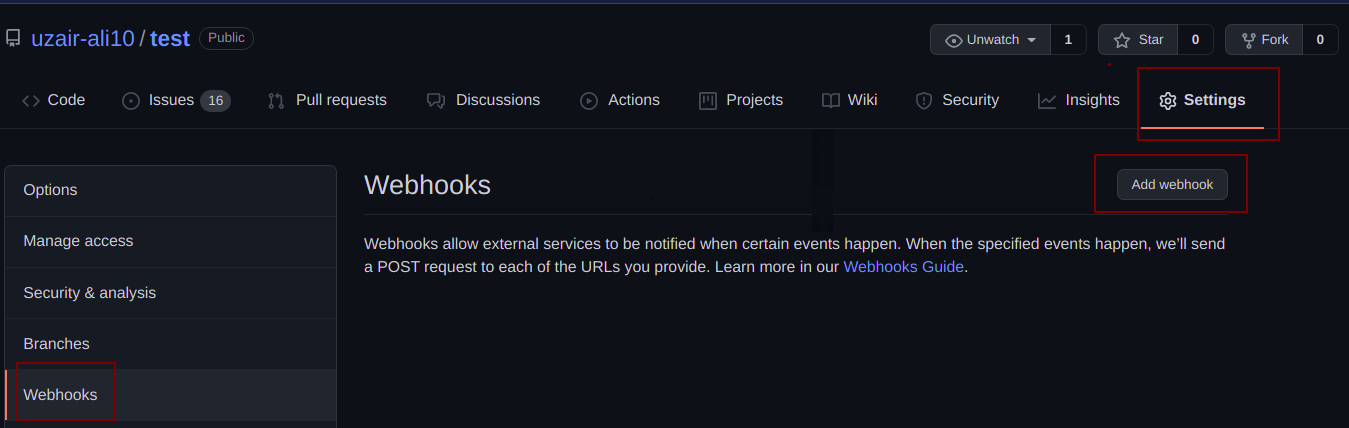 uzair-ali10 / test Public Unwatch 1 Star 0 Fork 0
Code Issues 16 Pull requests Discussions Actions Projects Wiki Security Insights Settings
Options
Manage access
Security & analysis
Branches
Webhooks
Webhooks Add webhook
Webhooks allow external services to be notified when certain events happen. When the specified events happen, we’ll send
a POST request to each of the URLs you provide. Learn more in our Webhooks Guide.